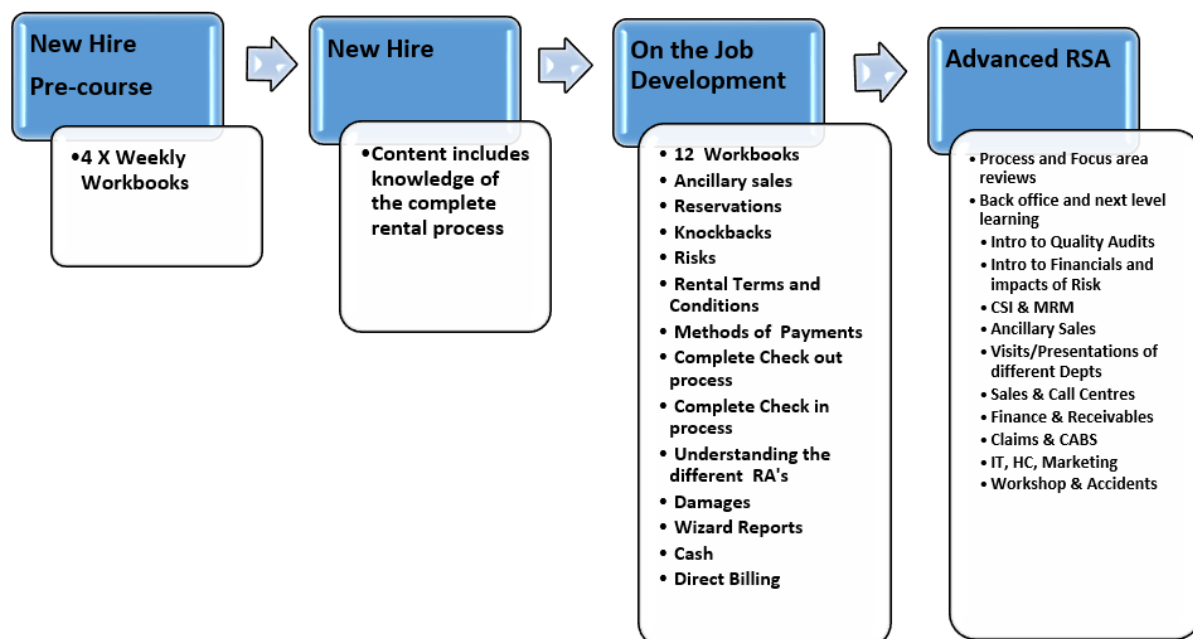 New Hire
Pre-course
•4 X Weekly
Workbooks
New Hire
•Content includes
knowledge of
the complete
rental process
On the Job
Development
• 12 Workbooks
• Ancillary sales
• Reservations
• Knockbacks
• Risks
• Rental Terms and
Conditions
• Methods of Payments
• Complete Check out
process
• Complete Check in
process
• Understanding the
different RA's
• Damages
• Wizard Reports
• Cash
• Direct Billing
Advanced RSA
• Process and Focus area
reviews
• Back office and next level
learning
• Intro to Quality Audits
• Intro to Financials and
impacts of Risk
• CSI & MRM
• Ancillary Sales
• Visits/Presentations of
different Depts
• Sales & Call Centres
• Finance & Receivables
• Claims & CABS
• IT, HC, Marketing
• Workshop & Accidents